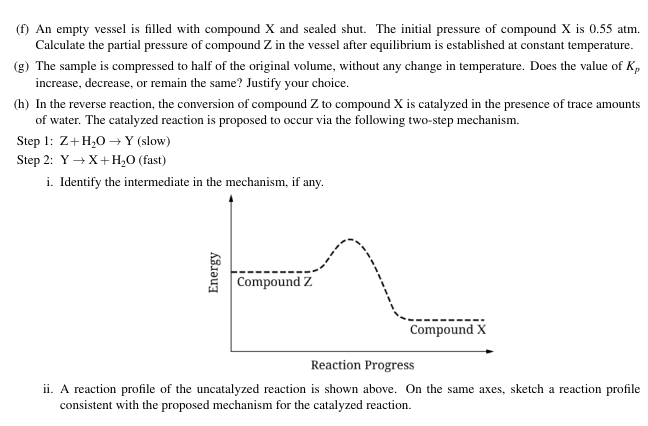 (f) An empty vessel is filled with compound X and sealed shut. The initial pressure of compound X is 0.55 atm.
Calculate the partial pressure of compound Z in the vessel after equilibrium is established at constant temperature.
(g) The sample is compressed to half of the original volume, without any change in temperature. Does the value of Kₚ
increase, decrease, or remain the same? Justify your choice.
(h) In the reverse reaction, the conversion of compound Z to compound X is catalyzed in the presence of trace amounts
of water. The catalyzed reaction is proposed to occur via the following two-step mechanism.
Step 1: Z + H₂O → Y (slow)
Step 2: Y → X + H₂O (fast)
i. Identify the intermediate in the mechanism, if any.
Energy
Compound Z
Compound X
Reaction Progress
ii. A reaction profile of the uncatalyzed reaction is shown above. On the same axes, sketch a reaction profile
consistent with the proposed mechanism for the catalyzed reaction.